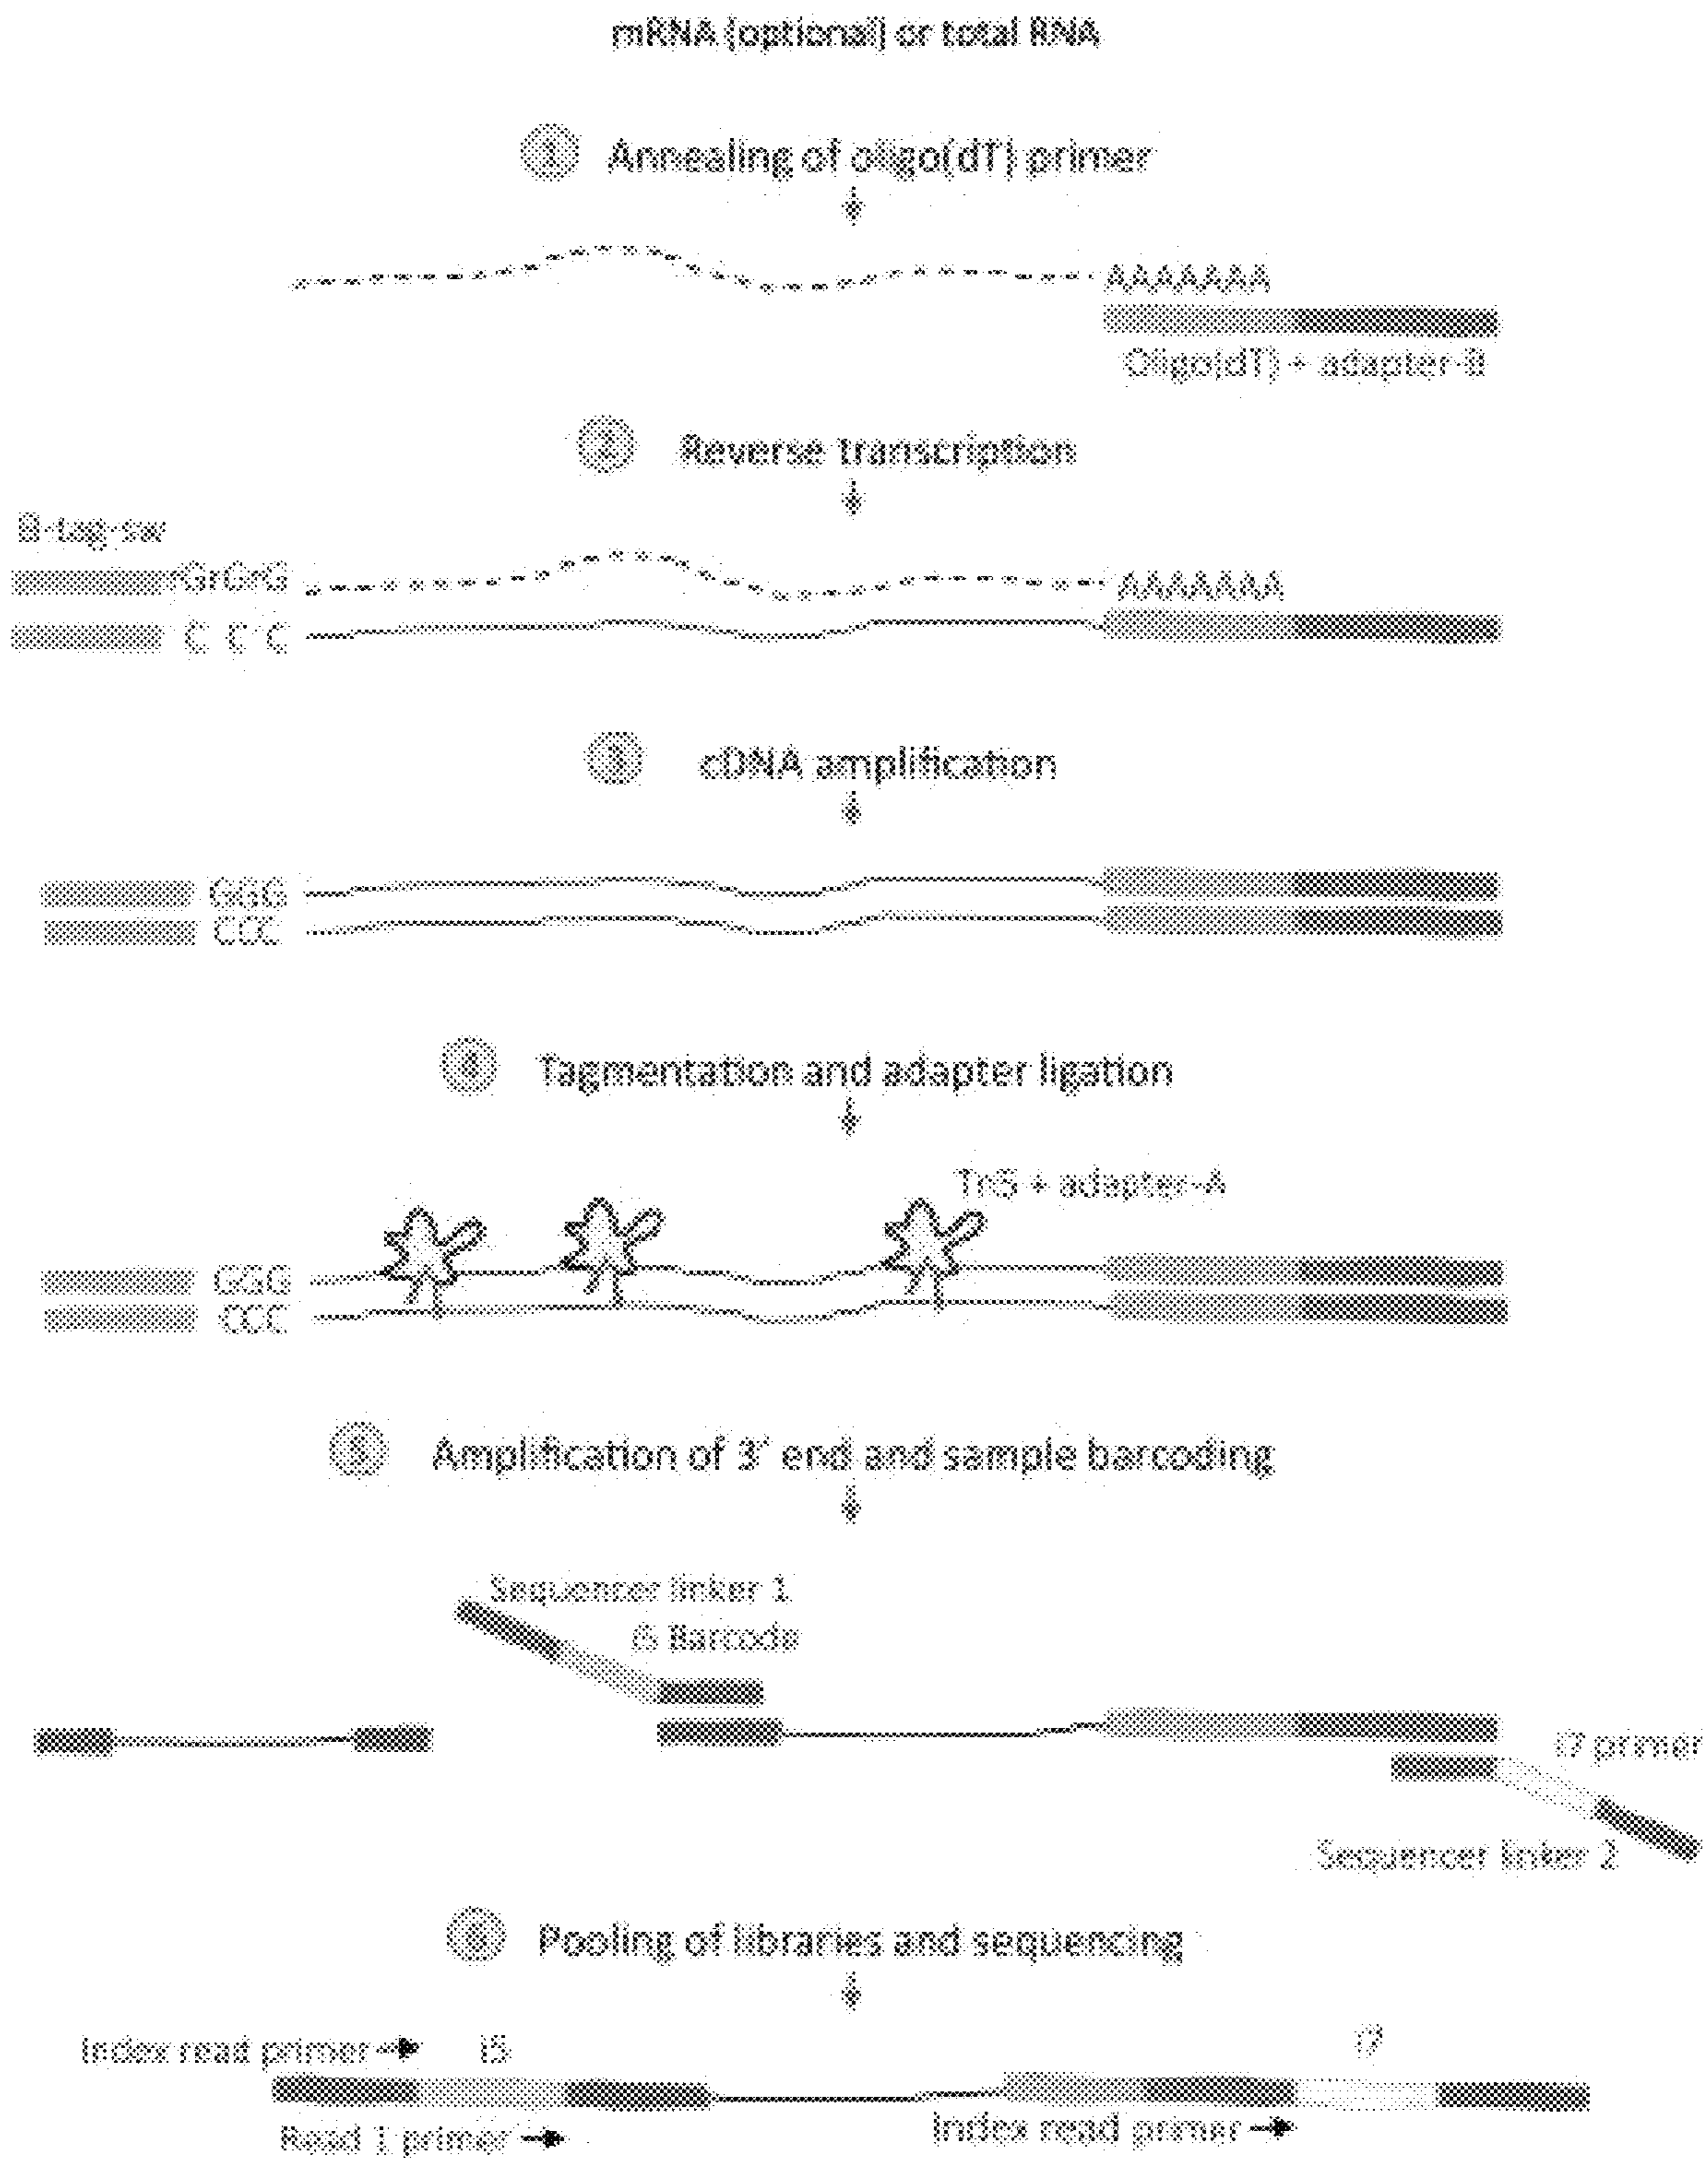 mRNA (optional) or total RNA
1 Annealing of oligo(dT) primer
AAAAAAA
Oligo(dT) + adapter-B
2 Reverse transcription
B-tag-sw
rGrGrG
AAAAAAA
C C C
3 cDNA amplification
GGG
CCC
4 Tagmentation and adapter ligation
Tn5 + adapter-A
GGG
CCC
5 Amplification of 3' end and sample barcoding
Sequencer linker 1
i5 Barcode
i7 primer
Sequencer linker 2
6 Pooling of libraries and sequencing
Index read primer i5 i7
Read 1 primer Index read primer